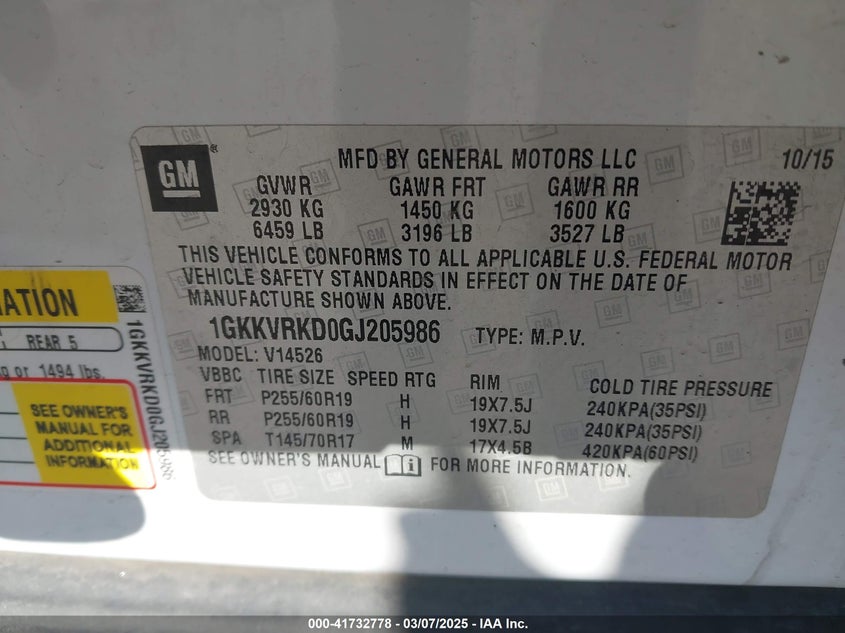 GM
MFD BY GENERAL MOTORS LLC 10/15
GVWR GAWR FRT GAWR RR
2930 KG 1450 KG 1600 KG
6459 LB 3196 LB 3527 LB
THIS VEHICLE CONFORMS TO ALL APPLICABLE U.S. FEDERAL MOTOR
VEHICLE SAFETY STANDARDS IN EFFECT ON THE DATE OF
MANUFACTURE SHOWN ABOVE.
1GKKVRKD0GJ205986 TYPE: M.P.V.
MODEL: V14526
VBBC TIRE SIZE SPEED RTG RIM COLD TIRE PRESSURE
FRT P255/60R19 H 19X7.5J 240KPA(35PSI)
RR P255/60R19 H 19X7.5J 240KPA(35PSI)
SPA T145/70R17 M 17X4.5B 420KPA(60PSI)
SEE OWNER'S MANUAL FOR MORE INFORMATION.
REAR 5
or 1494 lbs.
SEE OWNER'S
MANUAL FOR
ADDITIONAL
INFORMATION
1GKKVRKD0GJ205986
000-41732778 - 03/07/2025 - IAA Inc.